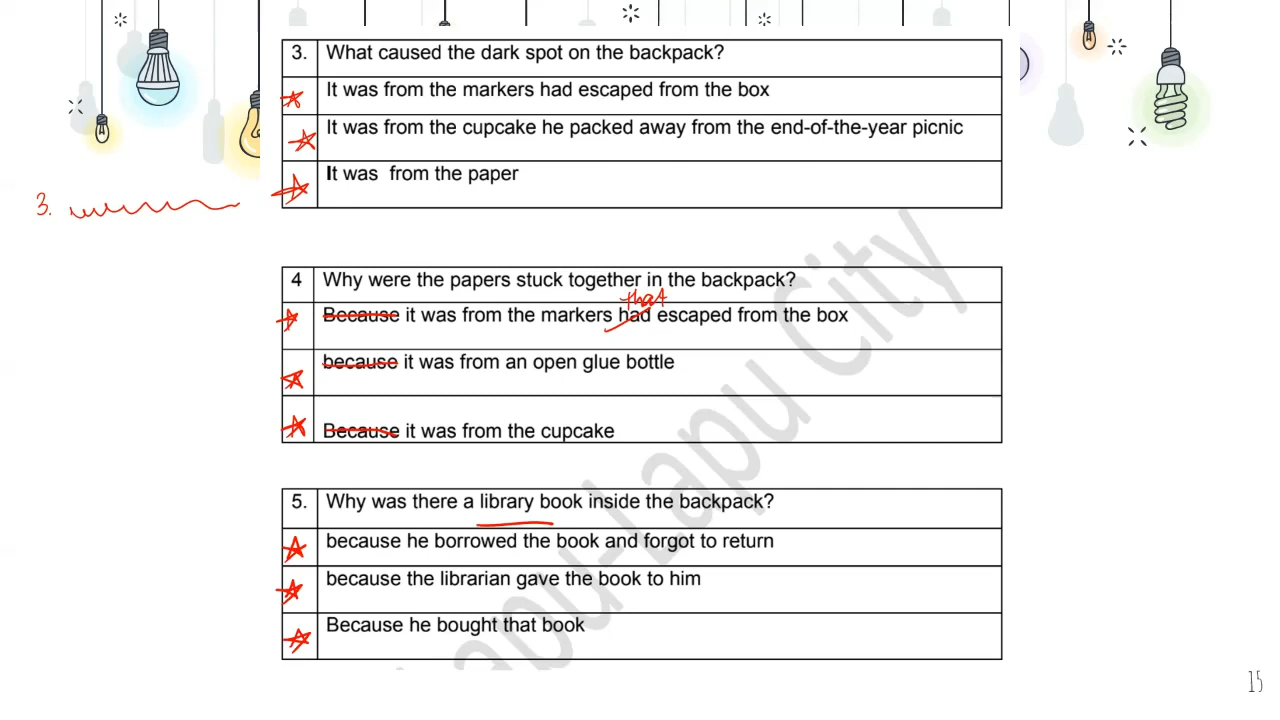 3. What caused the dark spot on the backpack?
It was from the markers had escaped from the box
It was from the cupcake he packed away from the end-of-the-year picnic
It was from the paper
3.
4 Why were the papers stuck together in the backpack?
that
Because it was from the markers had escaped from the box
because it was from an open glue bottle
Because it was from the cupcake
5. Why was there a library book inside the backpack?
because he borrowed the book and forgot to return
because the librarian gave the book to him
Because he bought that book
Lapu-Lapu City
15